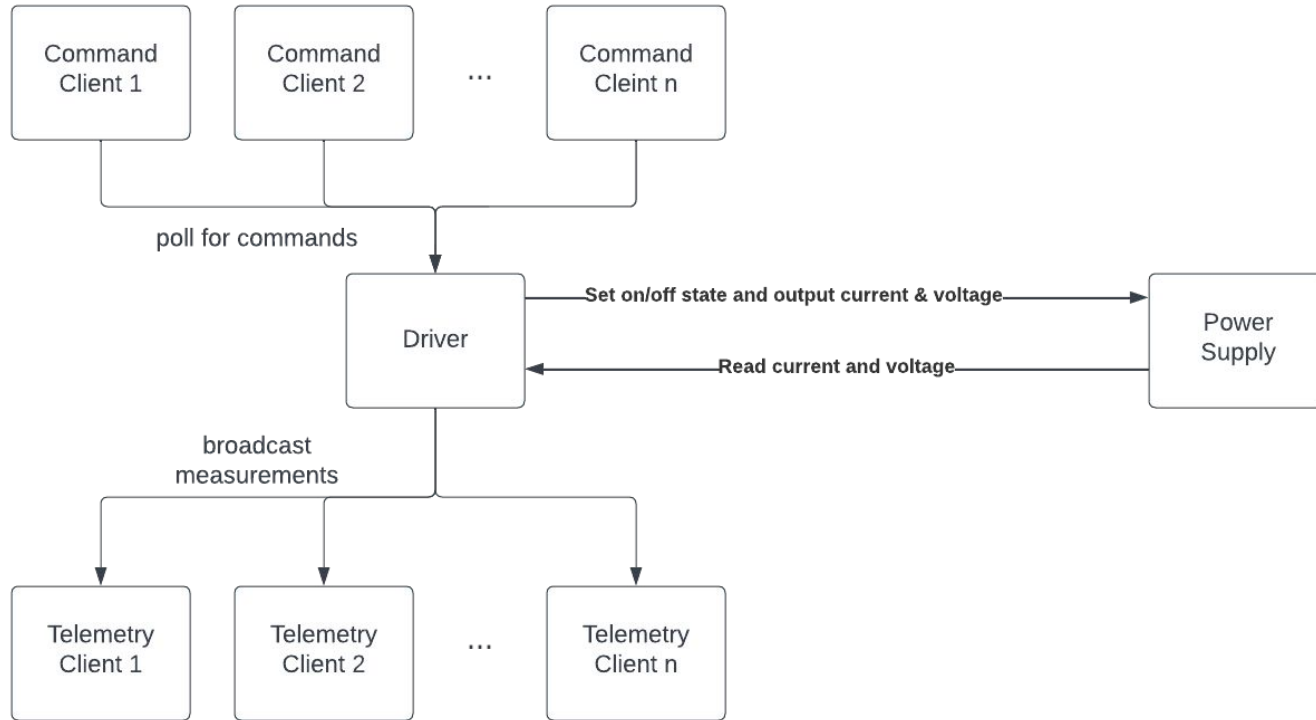 Command
Client 1
Command
Client 2
...
Command
Cleint n
poll for commands
Set on/off state and output current & voltage
Driver
Power
Supply
Read current and voltage
broadcast
measurements
Telemetry
Client 1
Telemetry
Client 2
...
Telemetry
Client n